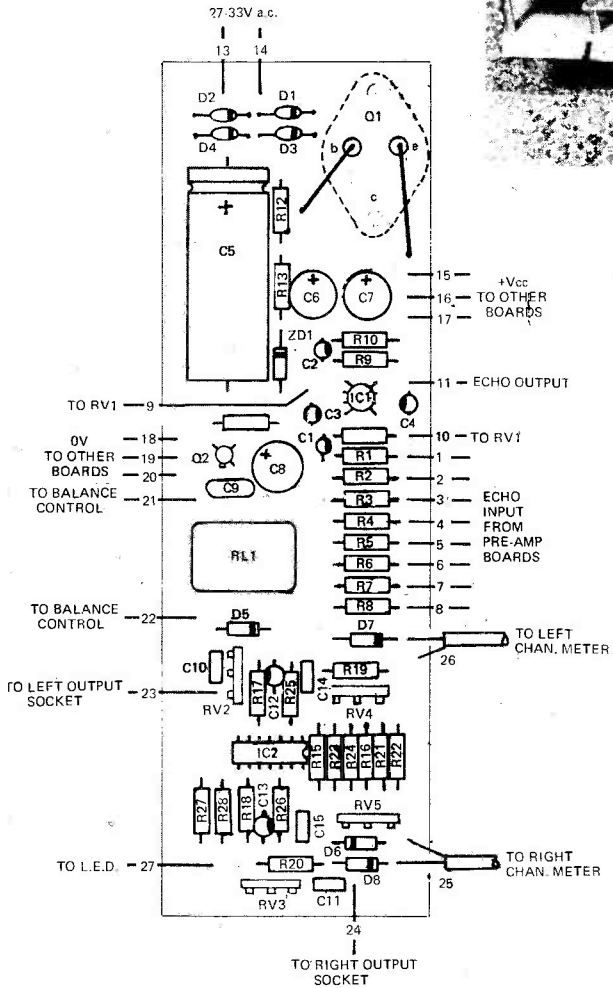 27-33V a.c.
13 14
D2 D1
D4 D3
Q1
b e
c
+
C5
R12
R13
+ +
C6 C7
15
+Vcc
16 TO OTHER
BOARDS
17
ZD1
C2
R10
R9
11 ECHO OUTPUT
IC1
TO RV1 9
C3
C4
0V 18
TO OTHER 19
BOARDS 20
Q2
C1
+
C8
10 TO RV1
R1 1
R2 2
TO BALANCE 21
CONTROL
C9
R3 3
R4 4
R5 5
R6 6
R7 7
R8 8
ECHO
INPUT
FROM
PRE-AMP
BOARDS
RL1
TO BALANCE
CONTROL 22
D5
D7
TO LEFT
CHAN. METER
26
C10
RV2
R17
C12
R25
C14
R19
RV4
TO LEFT OUTPUT
SOCKET 23
IC2
R15
R23
R24
R16
R21
R22
R27
R28
R18
C13
R26
C15
RV5
D6
TO L.E.D. 27
R20
D8
TO RIGHT
CHAN. METER
25
RV3
C11
24
TO RIGHT OUTPUT
SOCKET